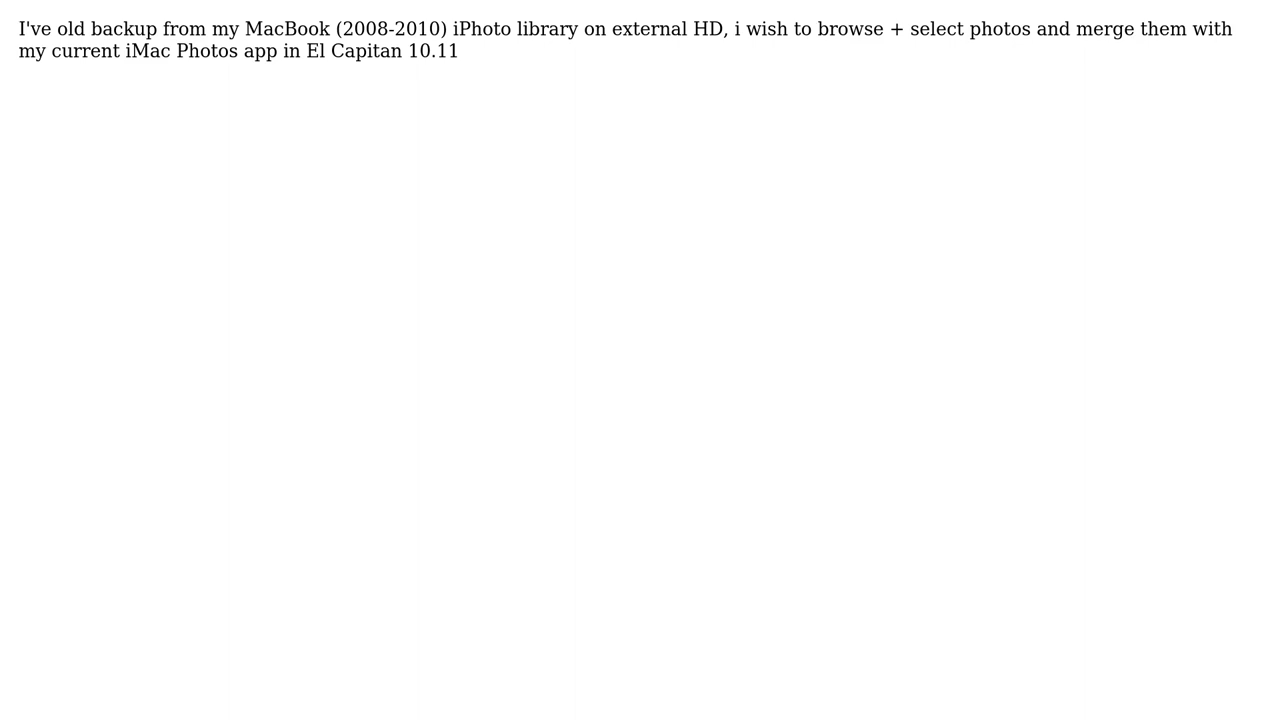 I've old backup from my MacBook (2008-2010) iPhoto library on external HD, i wish to browse + select photos and merge them with
my current iMac Photos app in El Capitan 10.11